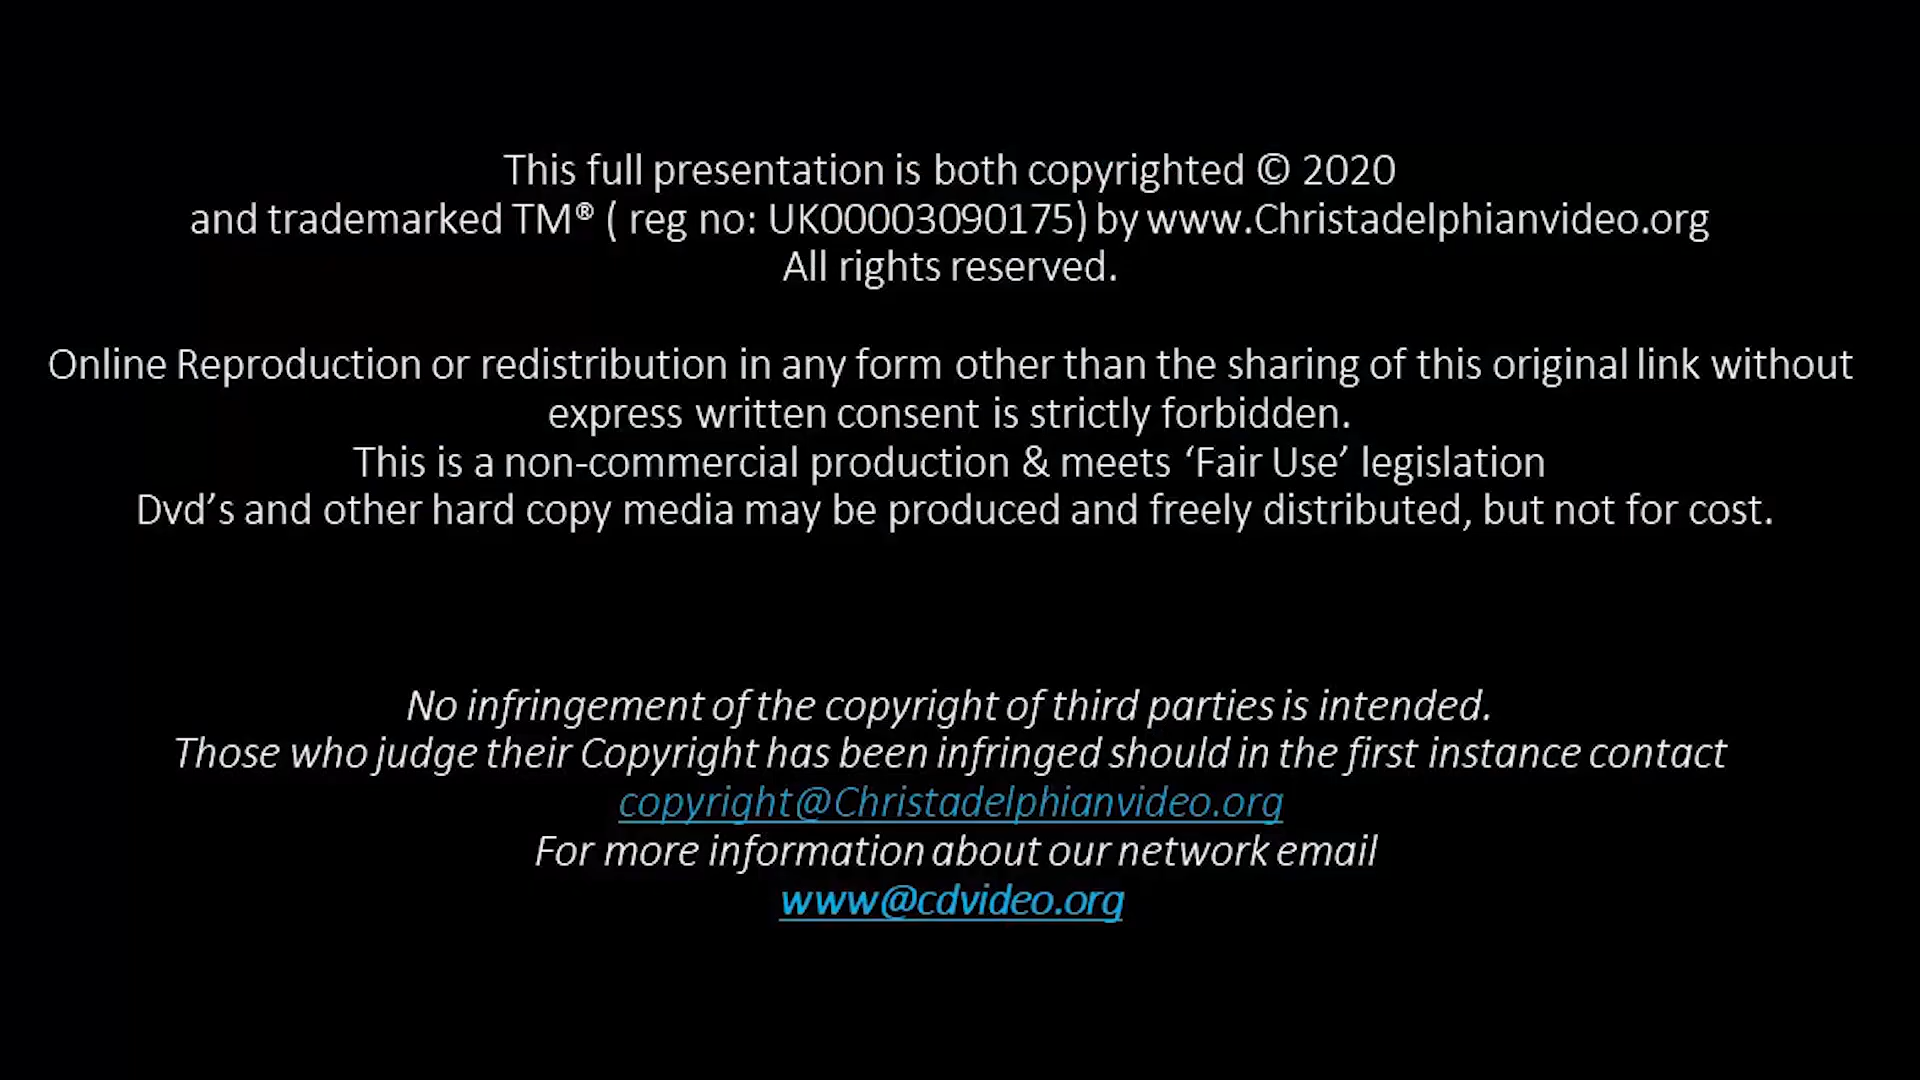 This full presentation is both copyrighted © 2020
and trademarked TM® ( reg no: UK00003090175) by www.Christadelphianvideo.org
All rights reserved.
Online Reproduction or redistribution in any form other than the sharing of this original link without
express written consent is strictly forbidden.
This is a non-commercial production & meets ‘Fair Use’ legislation
Dvd’s and other hard copy media may be produced and freely distributed, but not for cost.
No infringement of the copyright of third parties is intended.
Those who judge their Copyright has been infringed should in the first instance contact
copyright@Christadelphianvideo.org
For more information about our network email
www@cdvideo.org